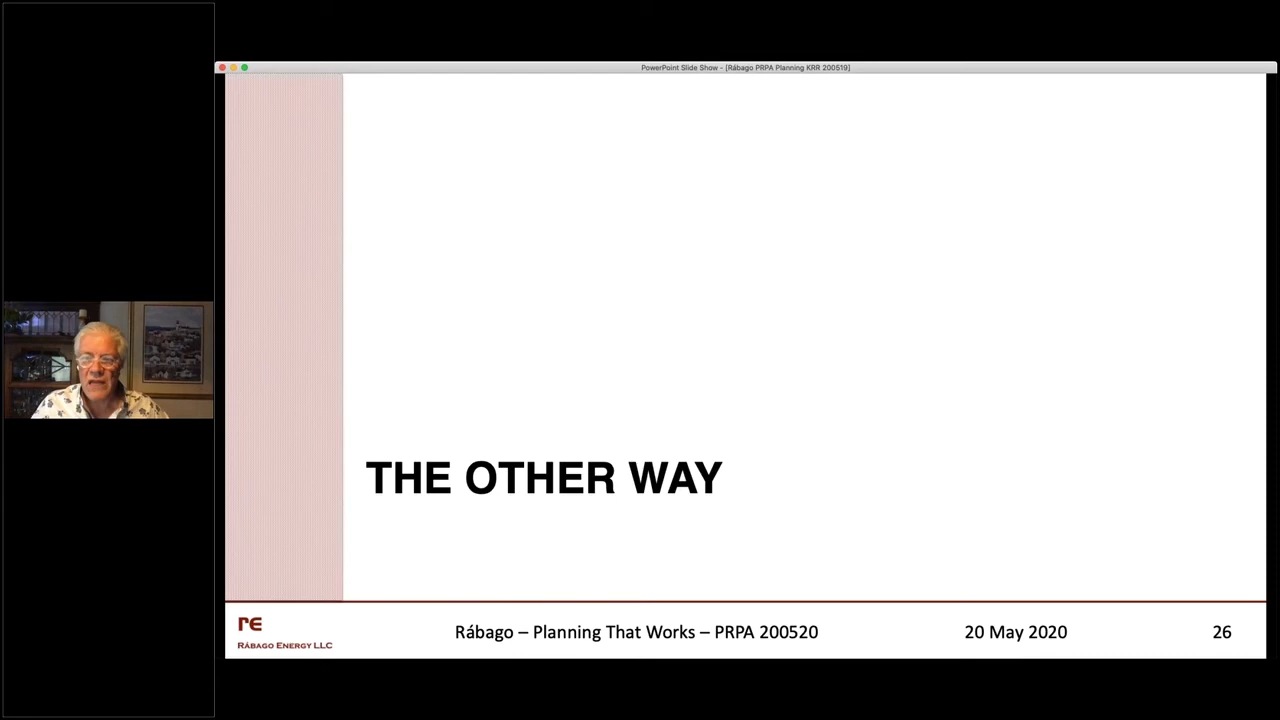 PowerPoint Slide Show - [Rábago PRPA Planning KRR 200519]
THE OTHER WAY
re
RÁBAGO ENERGY LLC
Rábago – Planning That Works – PRPA 200520
20 May 2020
26